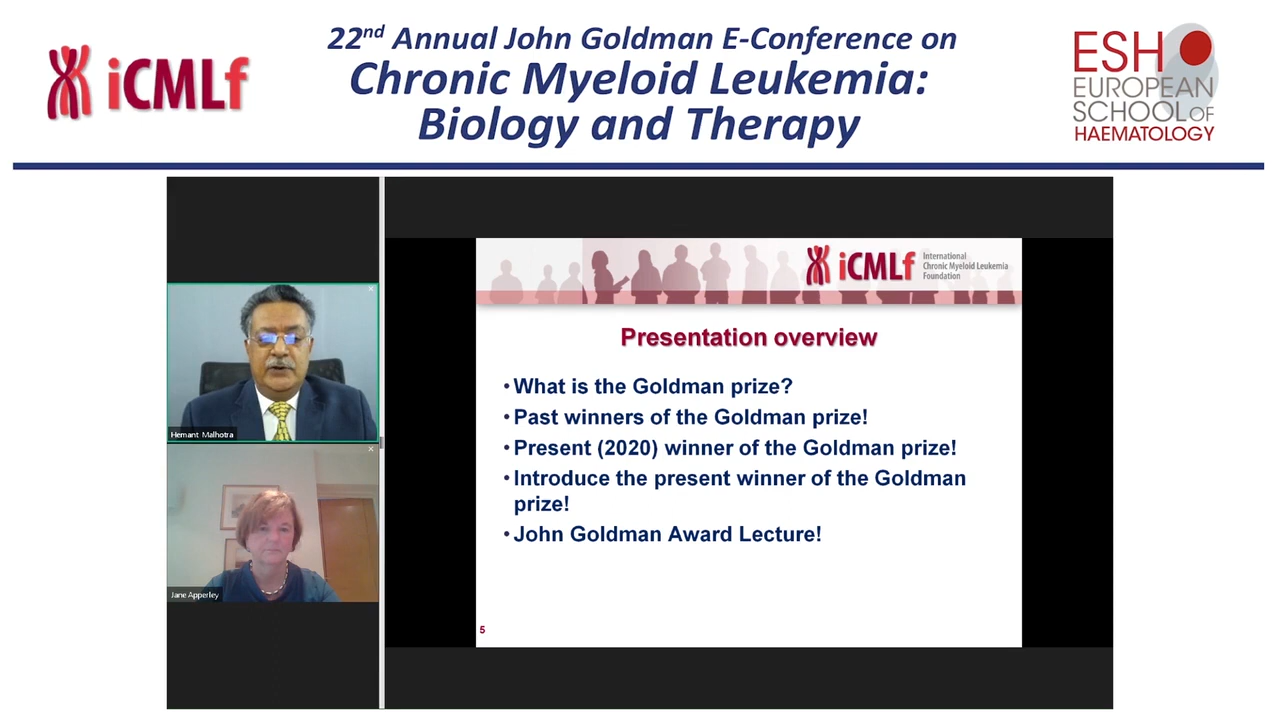 22nd Annual John Goldman E-Conference on
Chronic Myeloid Leukemia:
Biology and Therapy
iCMLf
ESH
EUROPEAN
SCHOOL OF
HAEMATOLOGY
Hemant Malhotra
Jane Apperley
iCMLf
International
Chronic Myeloid Leukemia
Foundation
Presentation overview
• What is the Goldman prize?
• Past winners of the Goldman prize!
• Present (2020) winner of the Goldman prize!
• Introduce the present winner of the Goldman
prize!
• John Goldman Award Lecture!
5